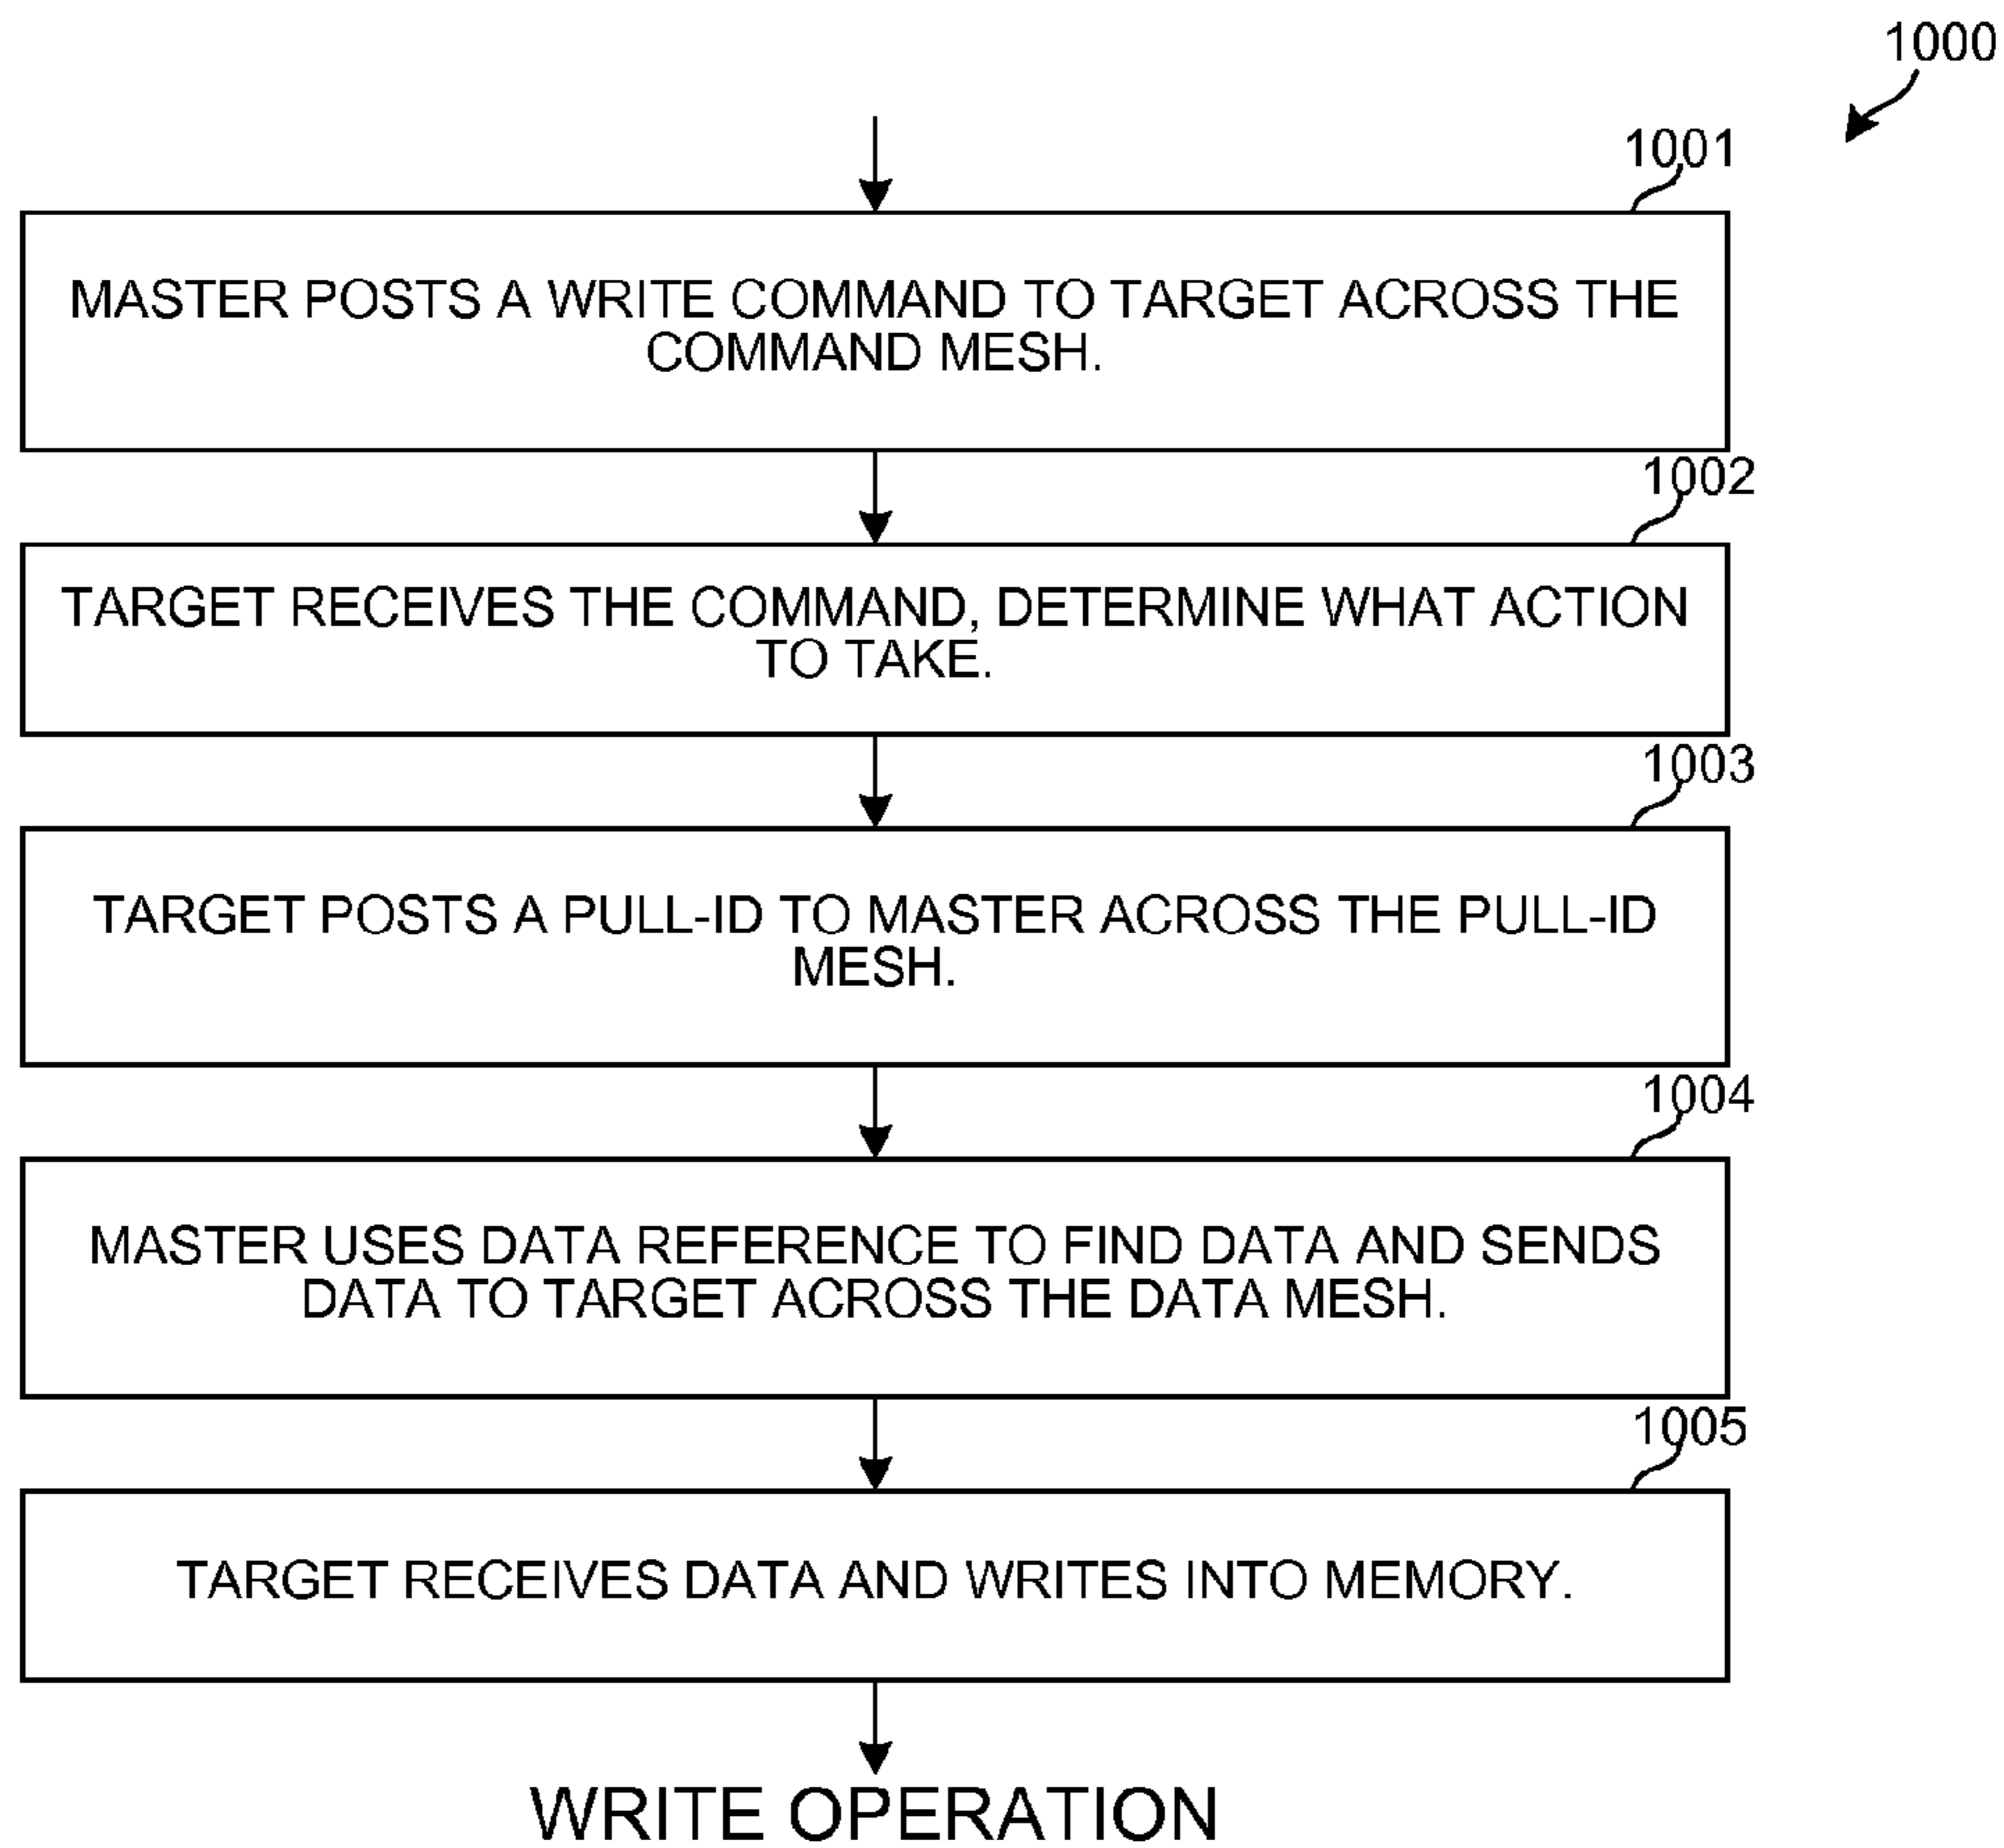 1000
1001
MASTER POSTS A WRITE COMMAND TO TARGET ACROSS THE
COMMAND MESH.
1002
TARGET RECEIVES THE COMMAND, DETERMINE WHAT ACTION
TO TAKE.
1003
TARGET POSTS A PULL-ID TO MASTER ACROSS THE PULL-ID
MESH.
1004
MASTER USES DATA REFERENCE TO FIND DATA AND SENDS
DATA TO TARGET ACROSS THE DATA MESH.
1005
TARGET RECEIVES DATA AND WRITES INTO MEMORY.
WRITE OPERATION